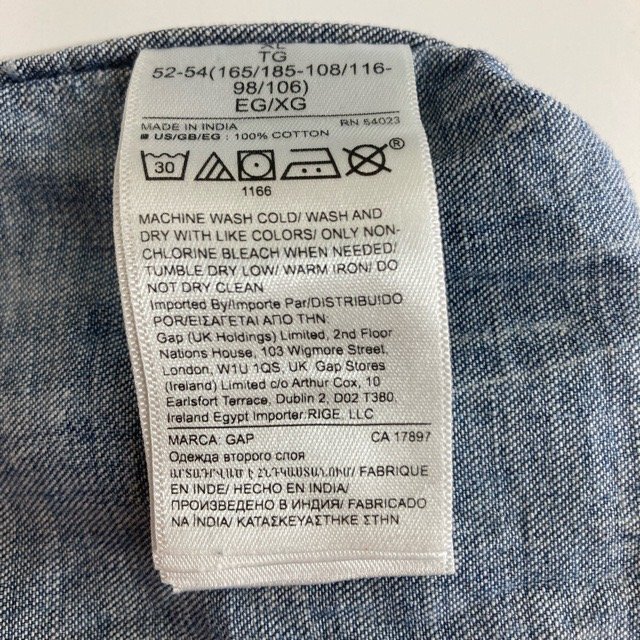 TG
52-54(165/185-108/116-
98/106)
EG/XG
MADE IN INDIA RN 54023
US/GB/EG : 100% COTTON
30 ®
1166
MACHINE WASH COLD/ WASH AND
DRY WITH LIKE COLORS/ ONLY NON-
CHLORINE BLEACH WHEN NEEDED/
TUMBLE DRY LOW/ WARM IRON/ DO
NOT DRY CLEAN
Imported By/Importe Par/DISTRIBUIDO
POR/ΕΙΣΑΓΕΤΑΙ ΑΠΟ ΤΗΝ:
Gap (UK Holdings) Limited, 2nd Floor
Nations House, 103 Wigmore Street,
London, W1U 1QS, UK Gap Stores
(Ireland) Limited c/o Arthur Cox, 10
Earlsfort Terrace, Dublin 2, D02 T380,
Ireland Egypt Importer:RIGE, LLC
MARCA: GAP CA 17897
Одежда второго слоя
ԱՐՏԱԴՐՎԱԾ Է ՀՆԴԿԱՍՏԱՆՈՒՄ/ FABRIQUE
EN INDE/ HECHO EN INDIA/
ПРОИЗВЕДЕНО В ИНДИЯ/ FABRICADO
NA ÍNDIA/ ΚΑΤΑΣΚΕΥΑΣΤΗΚΕ ΣΤΗΝ